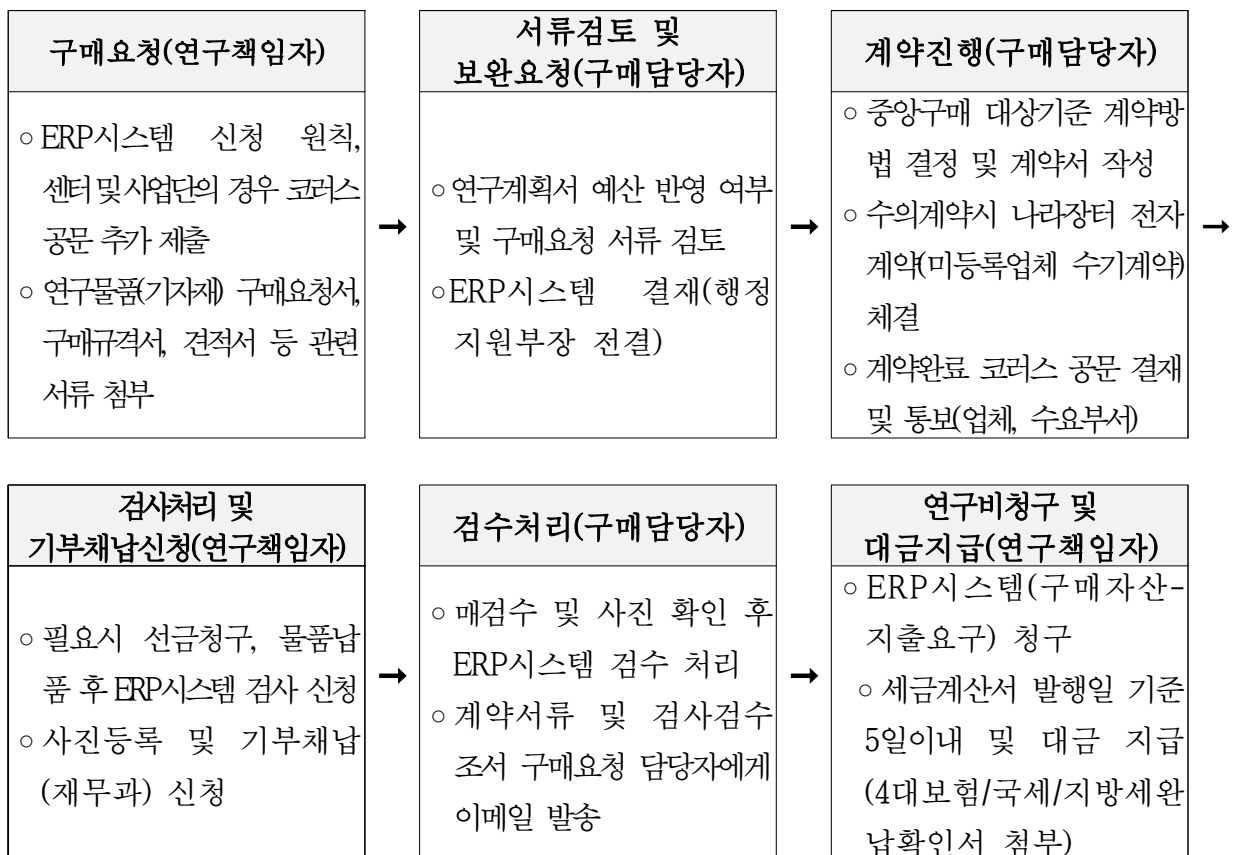 구매요청(연구책임자)
○ ERP시스템 신청 원칙,
센터 및 사업단의 경우 코러스
공문 추가 제출
○ 연구물품(기자재) 구매요청서,
구매규격서, 견적서 등 관련
서류 첨부
→
서류검토 및
보완요청(구매담당자)
○ 연구계획서 예산 반영 여부
및 구매요청 서류 검토
○ ERP시스템 결재(행정
지원부장 전결)
→
계약진행(구매담당자)
○ 중앙구매 대상기준 계약방
법 결정 및 계약서 작성
○ 수의계약시 나라장터 전자
계약(미등록업체 수기계약)
체결
○ 계약완료 코러스 공문 결재
및 통보(업체, 수요부서)
→
검사처리 및
기부채납신청(연구책임자)
○ 필요시 선금청구, 물품납
품 후 ERP시스템 검사 신청
○ 사진등록 및 기부채납
(재무과) 신청
→
검수처리(구매담당자)
○ 매검수 및 사진 확인 후
ERP시스템 검수 처리
○ 계약서류 및 검사검수
조서 구매요청 담당자에게
이메일 발송
→
연구비청구 및
대금지급(연구책임자)
○ ERP시스템(구매자산-
지출요구) 청구
○ 세금계산서 발행일 기준
5일이내 및 대금 지급
(4대보험/국세/지방세완
납확인서 첨부)